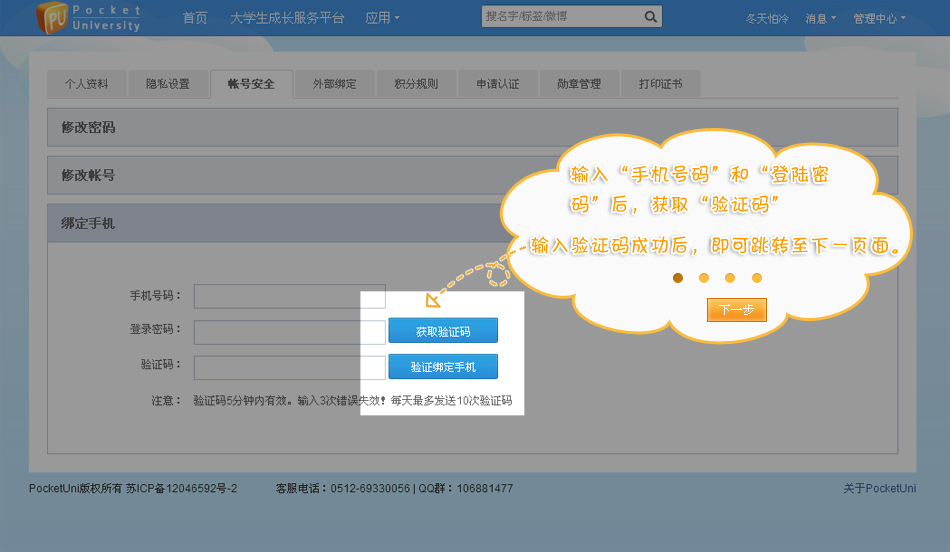 Pocket University
首页 大学生成长服务平台 应用 搜名字/标签/微博 冬天怕冷 消息 管理中心
个人资料 隐私设置 帐号安全 外部绑定 积分规则 申请认证 勋章管理 打印证书
修改密码
修改帐号
绑定手机
输入“手机号码”和“登陆密
码”后，获取“验证码”
输入验证码成功后，即可跳转至下一页面。
下一步
手机号码：
登录密码： 获取验证码
验证码： 验证绑定手机
注意： 验证码5分钟内有效。输入3次错误失效！每天最多发送10次验证码
PocketUni版权所有 苏ICP备12046592号-2 客服电话：0512-69330056 | QQ群：106881477 关于PocketUni